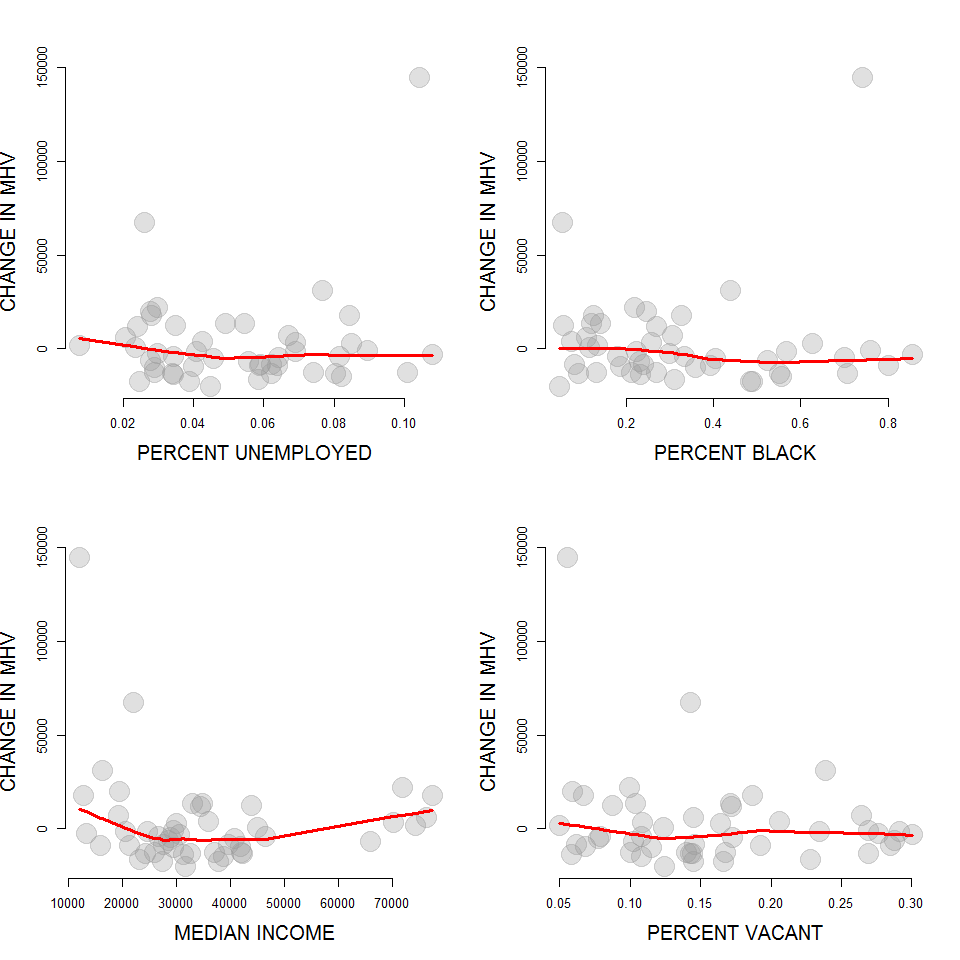 CHANGE IN MHV
0
50000
100000
150000
0.02 0.04 0.06 0.08 0.10
PERCENT UNEMPLOYED
CHANGE IN MHV
0
50000
100000
150000
0.2 0.4 0.6 0.8
PERCENT BLACK
CHANGE IN MHV
0
50000
100000
150000
10000 20000 30000 40000 50000 60000 70000
MEDIAN INCOME
CHANGE IN MHV
0
50000
100000
150000
0.05 0.10 0.15 0.20 0.25 0.30
PERCENT VACANT